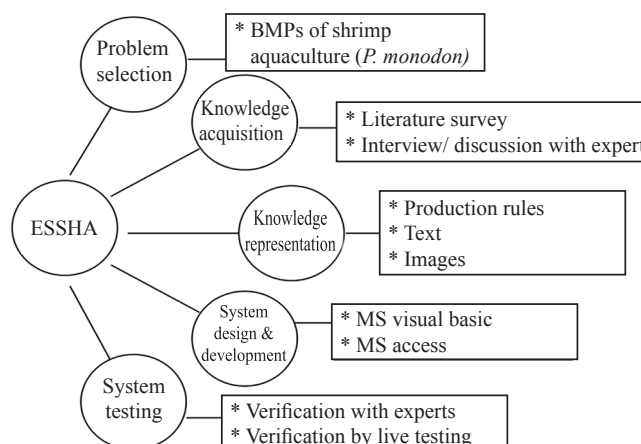 Problem
selection
* BMPs of shrimp
aquaculture (P. monodon)
Knowledge
acquisition
* Literature survey
* Interview/ discussion with expert
ESSHA
Knowledge
representation
* Production rules
* Text
* Images
System
design &
development
* MS visual basic
* MS access
System
testing
* Verification with experts
* Verification by live testing